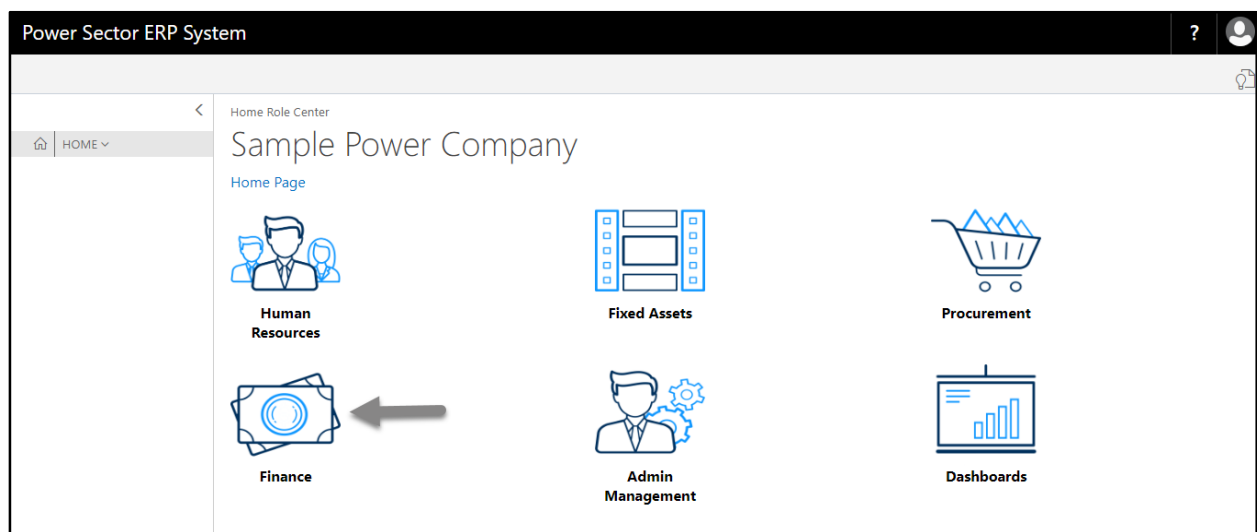 Power Sector ERP System
?
Home Role Center
HOME
Sample Power Company
Home Page
Human
Resources
Fixed Assets
Procurement
Finance
Admin
Management
Dashboards